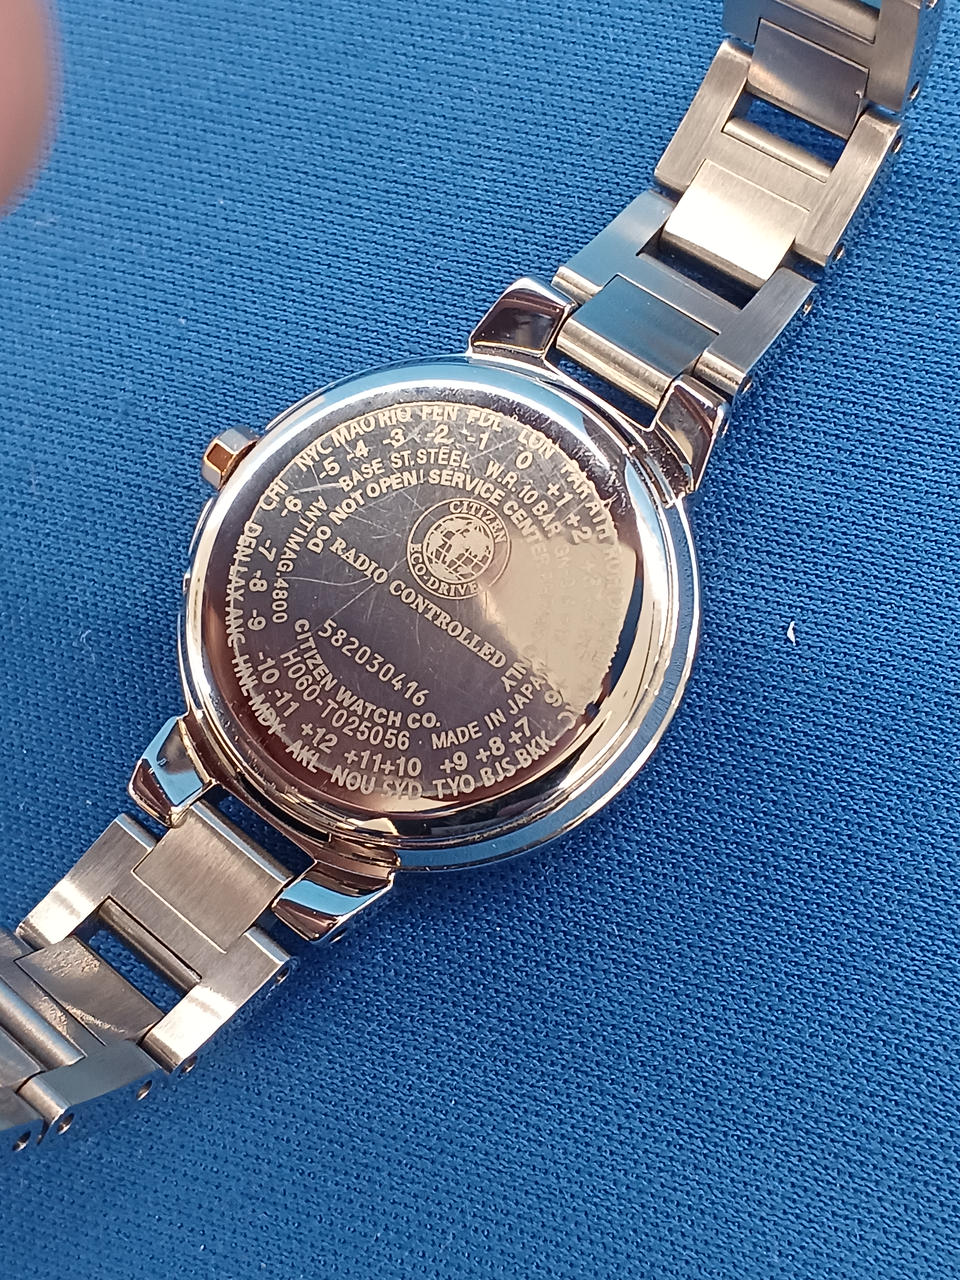 CHI NYC MAO RIO FEN PDL LON PAR ATH
-6 -5 -4 -3 -2 -1 0 +1 +2
ANTIMAG.4800 BASE ST.STEEL W.R.10 BAR
DO NOT OPEN! SERVICE CENTER
CITIZEN
ECO-DRIVE
RADIO CONTROLLED
582030416
CITIZEN WATCH CO.
H060-T025056 MADE IN JAPAN
-7 -8 -9 -10 -11 +12 +11 +10 +9 +8 +7
DEN LAX ANC HNL MDY AKL NOU SYD TYO BJS BKK